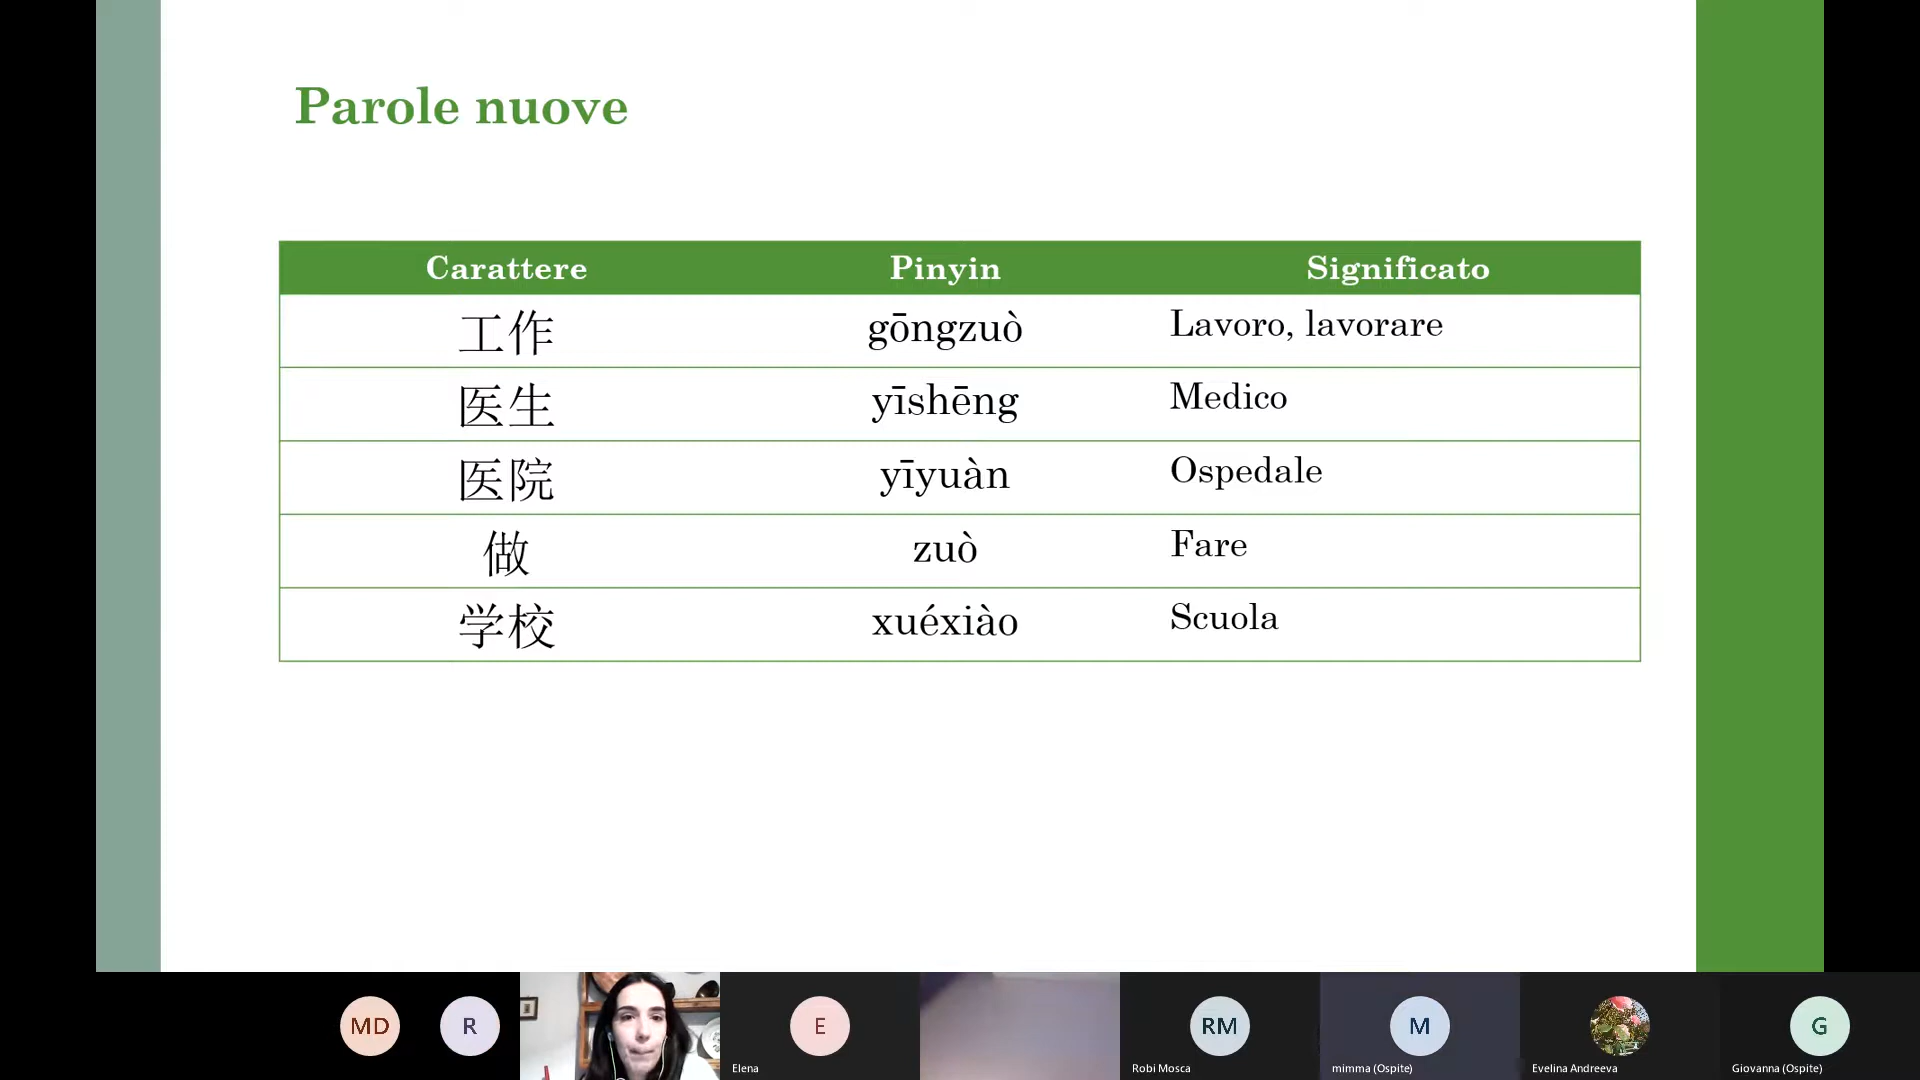 Parole nuove
Carattere Pinyin Significato
工作 gōngzuò Lavoro, lavorare
医生 yīshēng Medico
医院 yīyuàn Ospedale
做 zuò Fare
学校 xuéxiào Scuola
MD R E RM M G
Elena Robi Mosca mimma (Ospite) Evelina Andreeva Giovanna (Ospite)